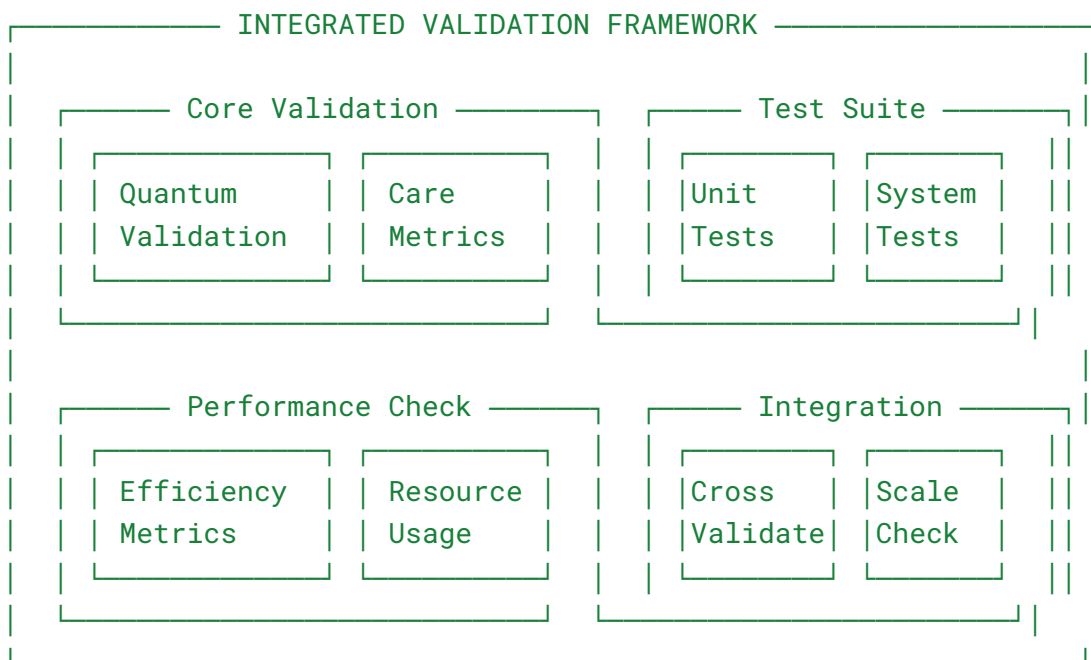 INTEGRATED VALIDATION FRAMEWORK
Core Validation
Test Suite
Quantum
Validation
Care
Metrics
Unit
Tests
System
Tests
Performance Check
Integration
Efficiency
Metrics
Resource
Usage
Cross
Validate
Scale
Check